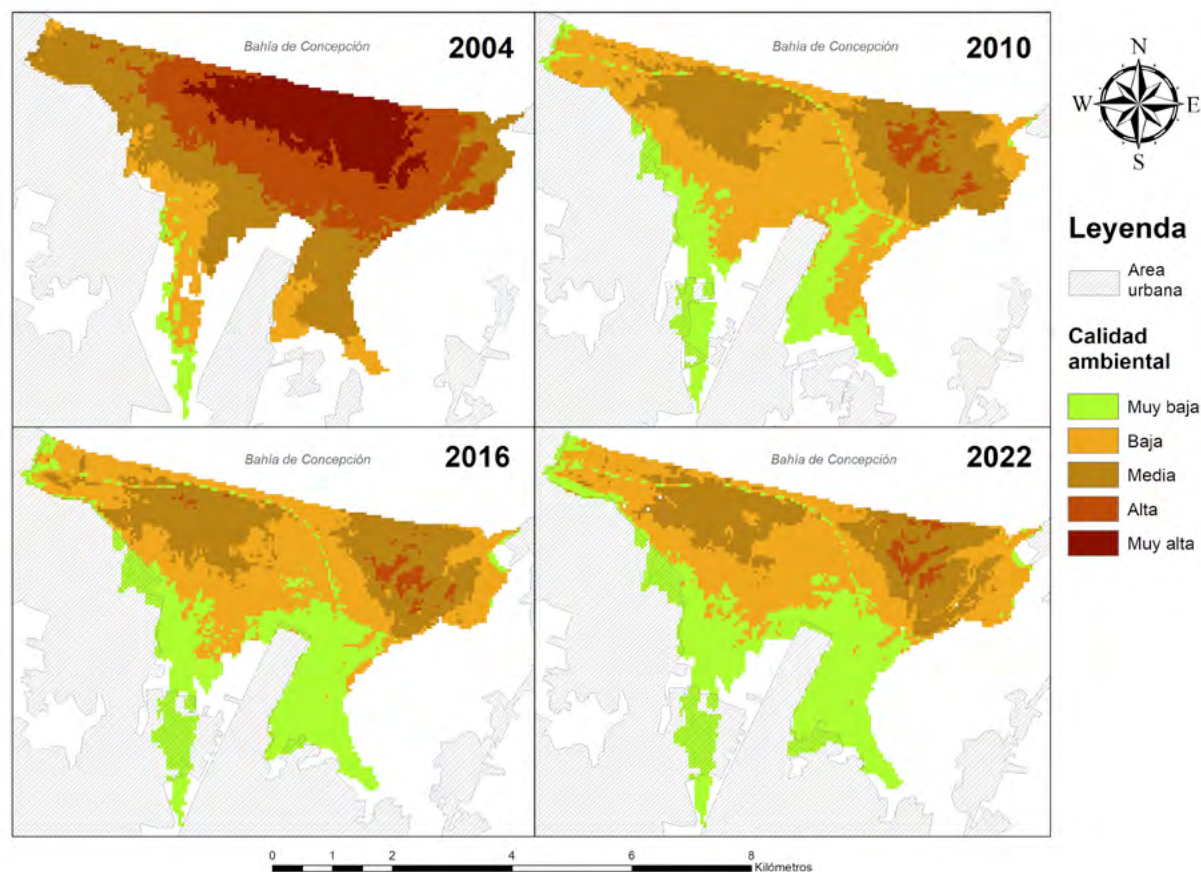 Bahía de Concepción
2004
Bahía de Concepción
2010
Bahía de Concepción
2016
Bahía de Concepción
2022
N
W
E
S
Leyenda
Area
urbana
Calidad
ambiental
Muy baja
Baja
Media
Alta
Muy alta
0 1 2 4 6 8
Kilómetros